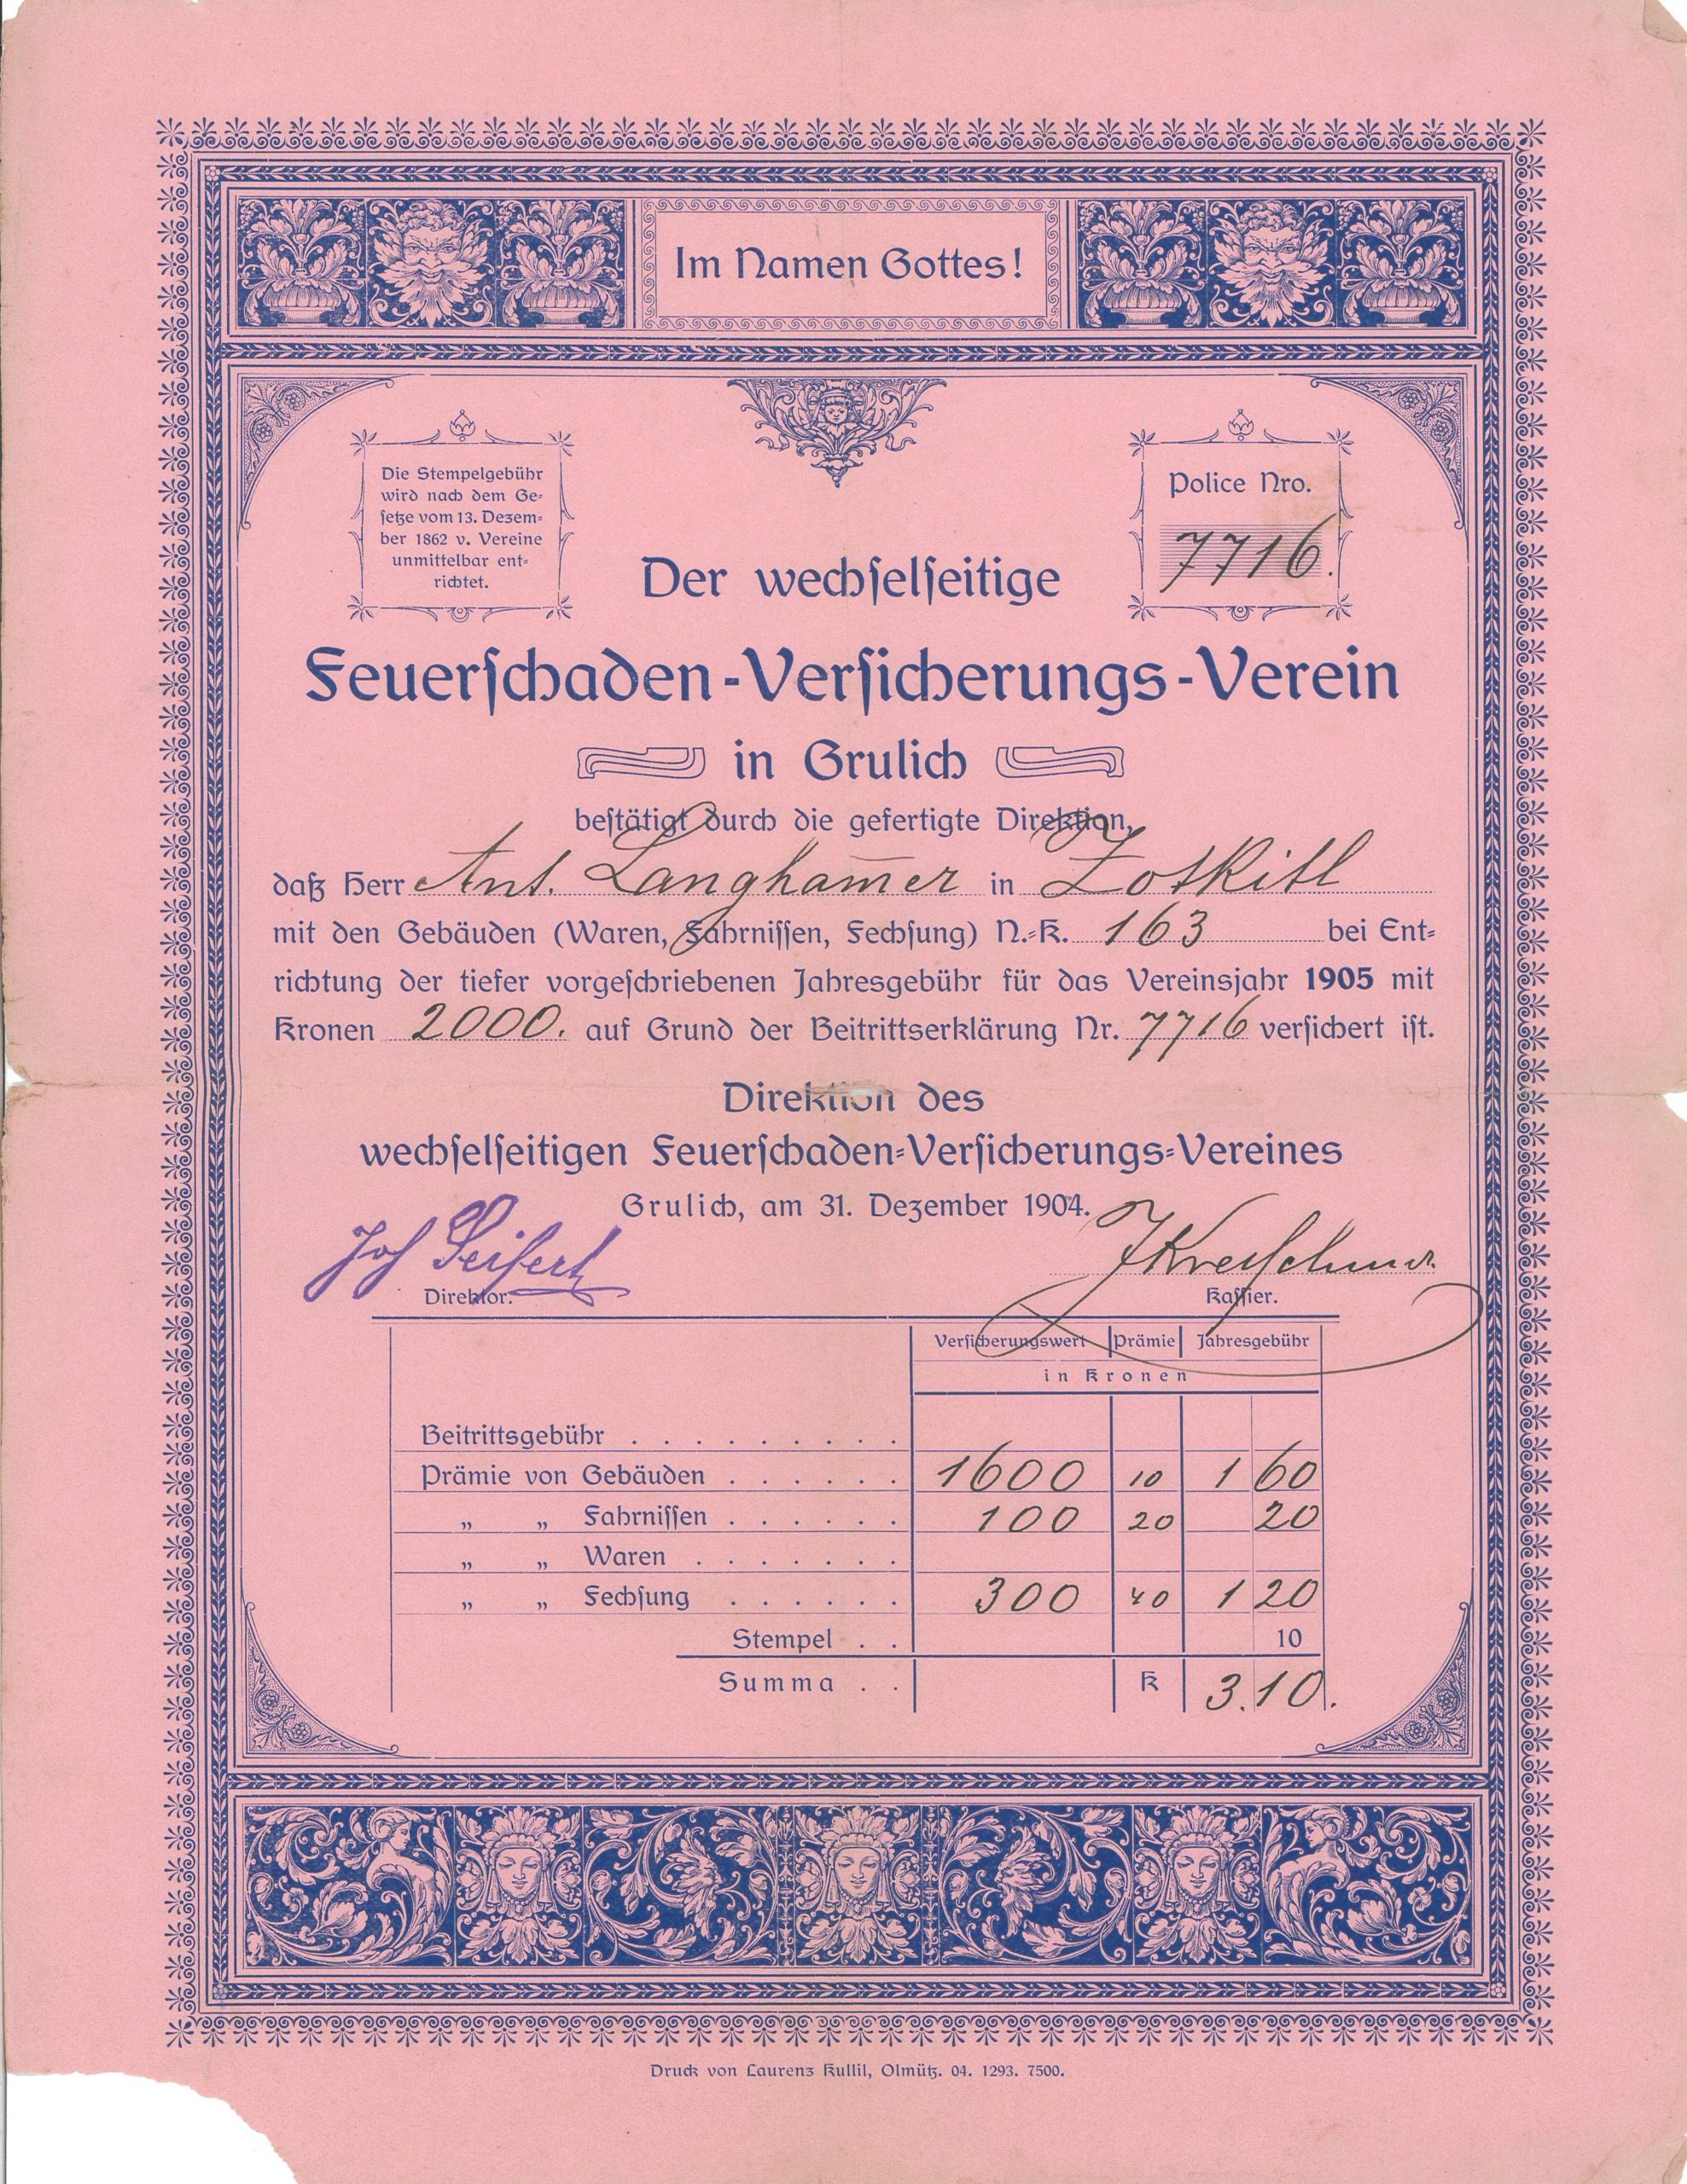 Im Namen Gottes!
Die Stempelgebühr
wird nach dem Ge=
ſetze vom 13. Dezem=
ber 1862 v. Vereine
unmittelbar ent=
richtet.
Police Nro.
7716.
Der wechſelſeitige
Feuerſchaden-Verſicherungs-Verein
in Grulich
beſtätigt durch die gefertigte Direktion,
daß Herr Ant. Langham̅er in Zotkitl
mit den Gebäuden (Waren, Fahrniſſen, Fechſung) N.=K. 163 bei Ent=
richtung der tiefer vorgeſchriebenen Jahresgebühr für das Vereinsjahr 1905 mit
Kronen 2000. auf Grund der Beitrittserklärung Nr. 7716 verſichert iſt.
Direktion des
wechſelſeitigen Feuerſchaden=Verſicherungs=Vereines
Grulich, am 31. Dezember 1904.
Joſ Seifert
Direktor.
Kaſſier.
Verſicherungswert Prämie Jahresgebühr
in Kronen
Beitrittsgebühr . . . . . . . . .
Prämie von Gebäuden . . . . . . 1600 10 1 60
„ „ Fahrniſſen . . . . . . 100 20 20
„ „ Waren . . . . . . .
„ „ Fechſung . . . . . . 300 40 1 20
Stempel . . 10
Summa . . K 3.10.
Druck von Laurenz Kullil, Olmütz. 04. 1293. 7500.